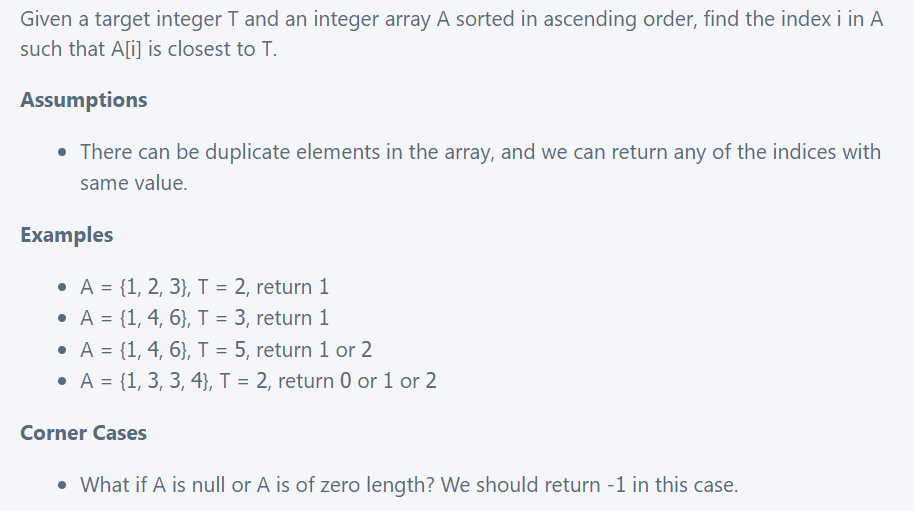 Given a target integer T and an integer array A sorted in ascending order, find the index i in A
such that A[i] is closest to T.
Assumptions
• There can be duplicate elements in the array, and we can return any of the indices with
same value.
Examples
• A = {1, 2, 3}, T = 2, return 1
• A = {1, 4, 6}, T = 3, return 1
• A = {1, 4, 6}, T = 5, return 1 or 2
• A = {1, 3, 3, 4}, T = 2, return 0 or 1 or 2
Corner Cases
• What if A is null or A is of zero length? We should return -1 in this case.